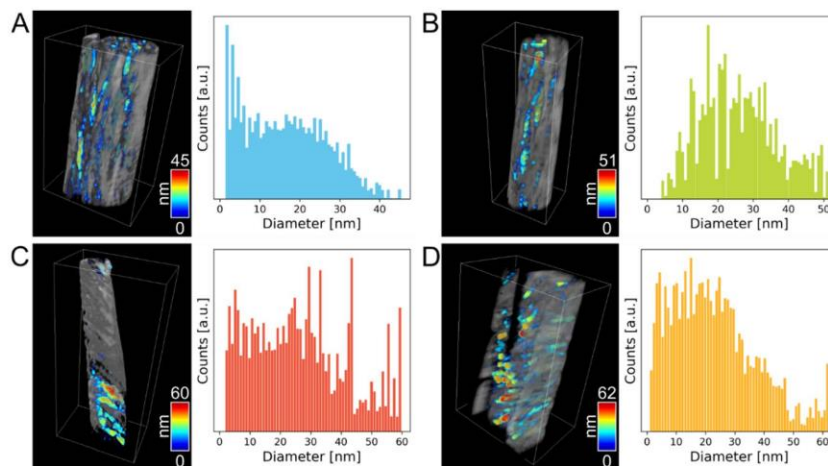 A
45
nm
0
Counts [a.u.]
0 10 20 30 40
Diameter [nm]
B
51
nm
0
Counts [a.u.]
0 10 20 30 40 50
Diameter [nm]
C
60
nm
0
Counts [a.u.]
0 10 20 30 40 50 60
Diameter [nm]
D
62
nm
0
Counts [a.u.]
0 10 20 30 40 50 60
Diameter [nm]